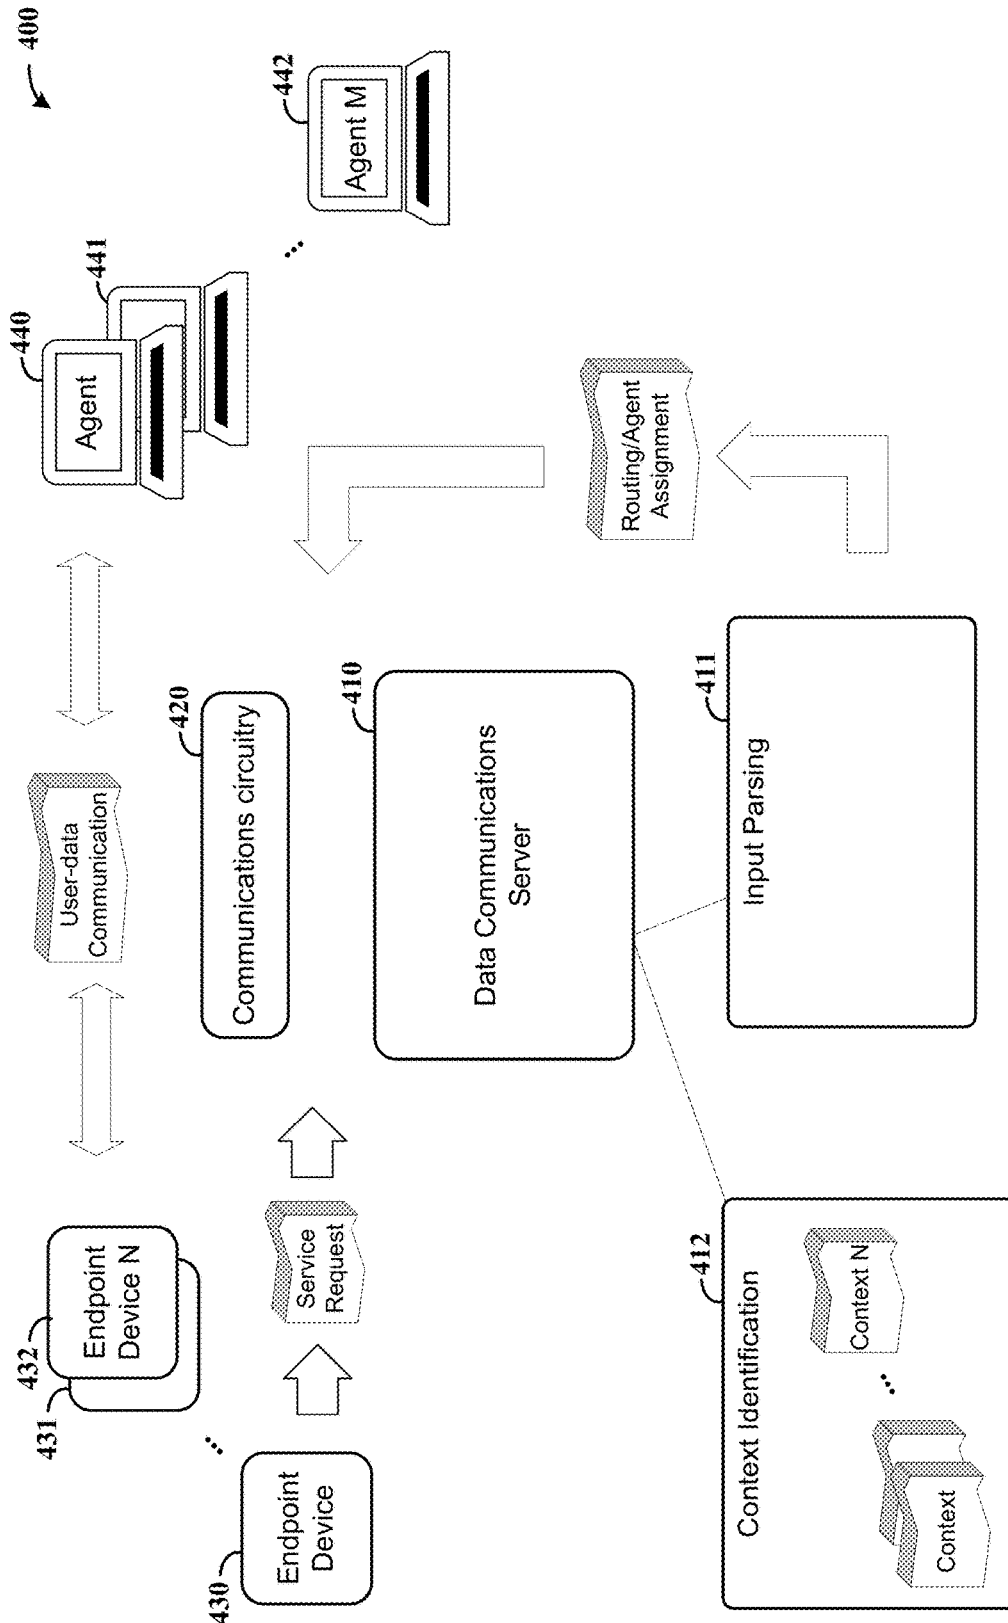 400
432
431
Endpoint
Device N
User-data
Communication
440
441
Agent
442
Agent M
430
Endpoint
Device
Service
Request
420
Communications circuitry
410
Data Communications
Server
Routing/Agent
Assignment
412
Context Identification
Context
Context N
411
Input Parsing